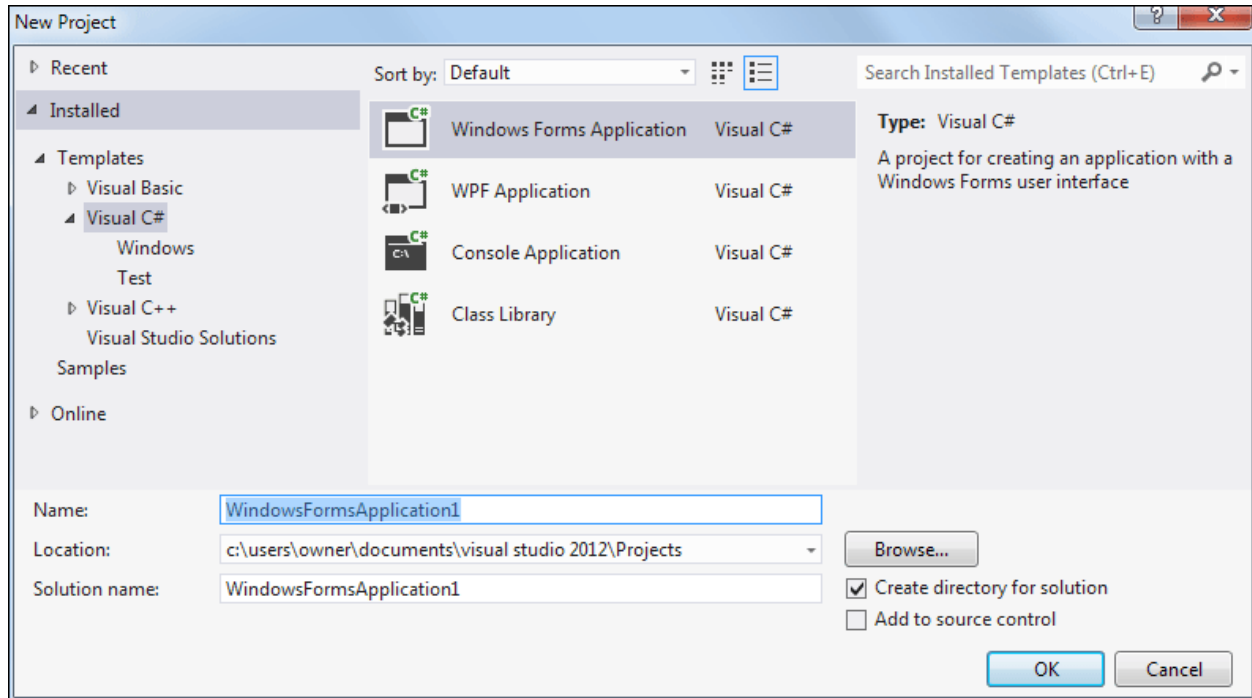 New Project
Recent
Installed
Templates
Visual Basic
Visual C#
Windows
Test
Visual C++
Visual Studio Solutions
Samples
Online
Sort by: Default
C# Windows Forms Application Visual C#
C# WPF Application Visual C#
C# C:\ Console Application Visual C#
C# Class Library Visual C#
Search Installed Templates (Ctrl+E)
Type: Visual C#
A project for creating an application with a
Windows Forms user interface
Name: WindowsFormsApplication1
Location: c:\users\owner\documents\visual studio 2012\Projects Browse...
Solution name: WindowsFormsApplication1
Create directory for solution
Add to source control
OK Cancel